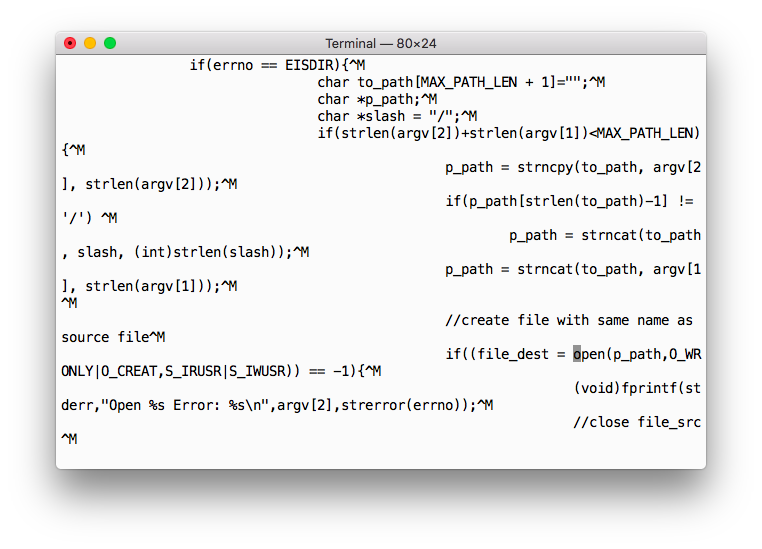 Terminal — 80×24
if(errno == EISDIR){^M
char to_path[MAX_PATH_LEN + 1]="";^M
char *p_path;^M
char *slash = "/";^M
if(strlen(argv[2])+strlen(argv[1])<MAX_PATH_LEN)
{^M
p_path = strncpy(to_path, argv[2
], strlen(argv[2]));^M
if(p_path[strlen(to_path)-1] !=
'/') ^M
p_path = strncat(to_path
, slash, (int)strlen(slash));^M
p_path = strncat(to_path, argv[1
], strlen(argv[1]));^M
^M
//create file with same name as
source file^M
if((file_dest = open(p_path,O_WR
ONLY|O_CREAT,S_IRUSR|S_IWUSR)) == -1){^M
(void)fprintf(st
derr,"Open %s Error: %s\n",argv[2],strerror(errno));^M
//close file_src
^M